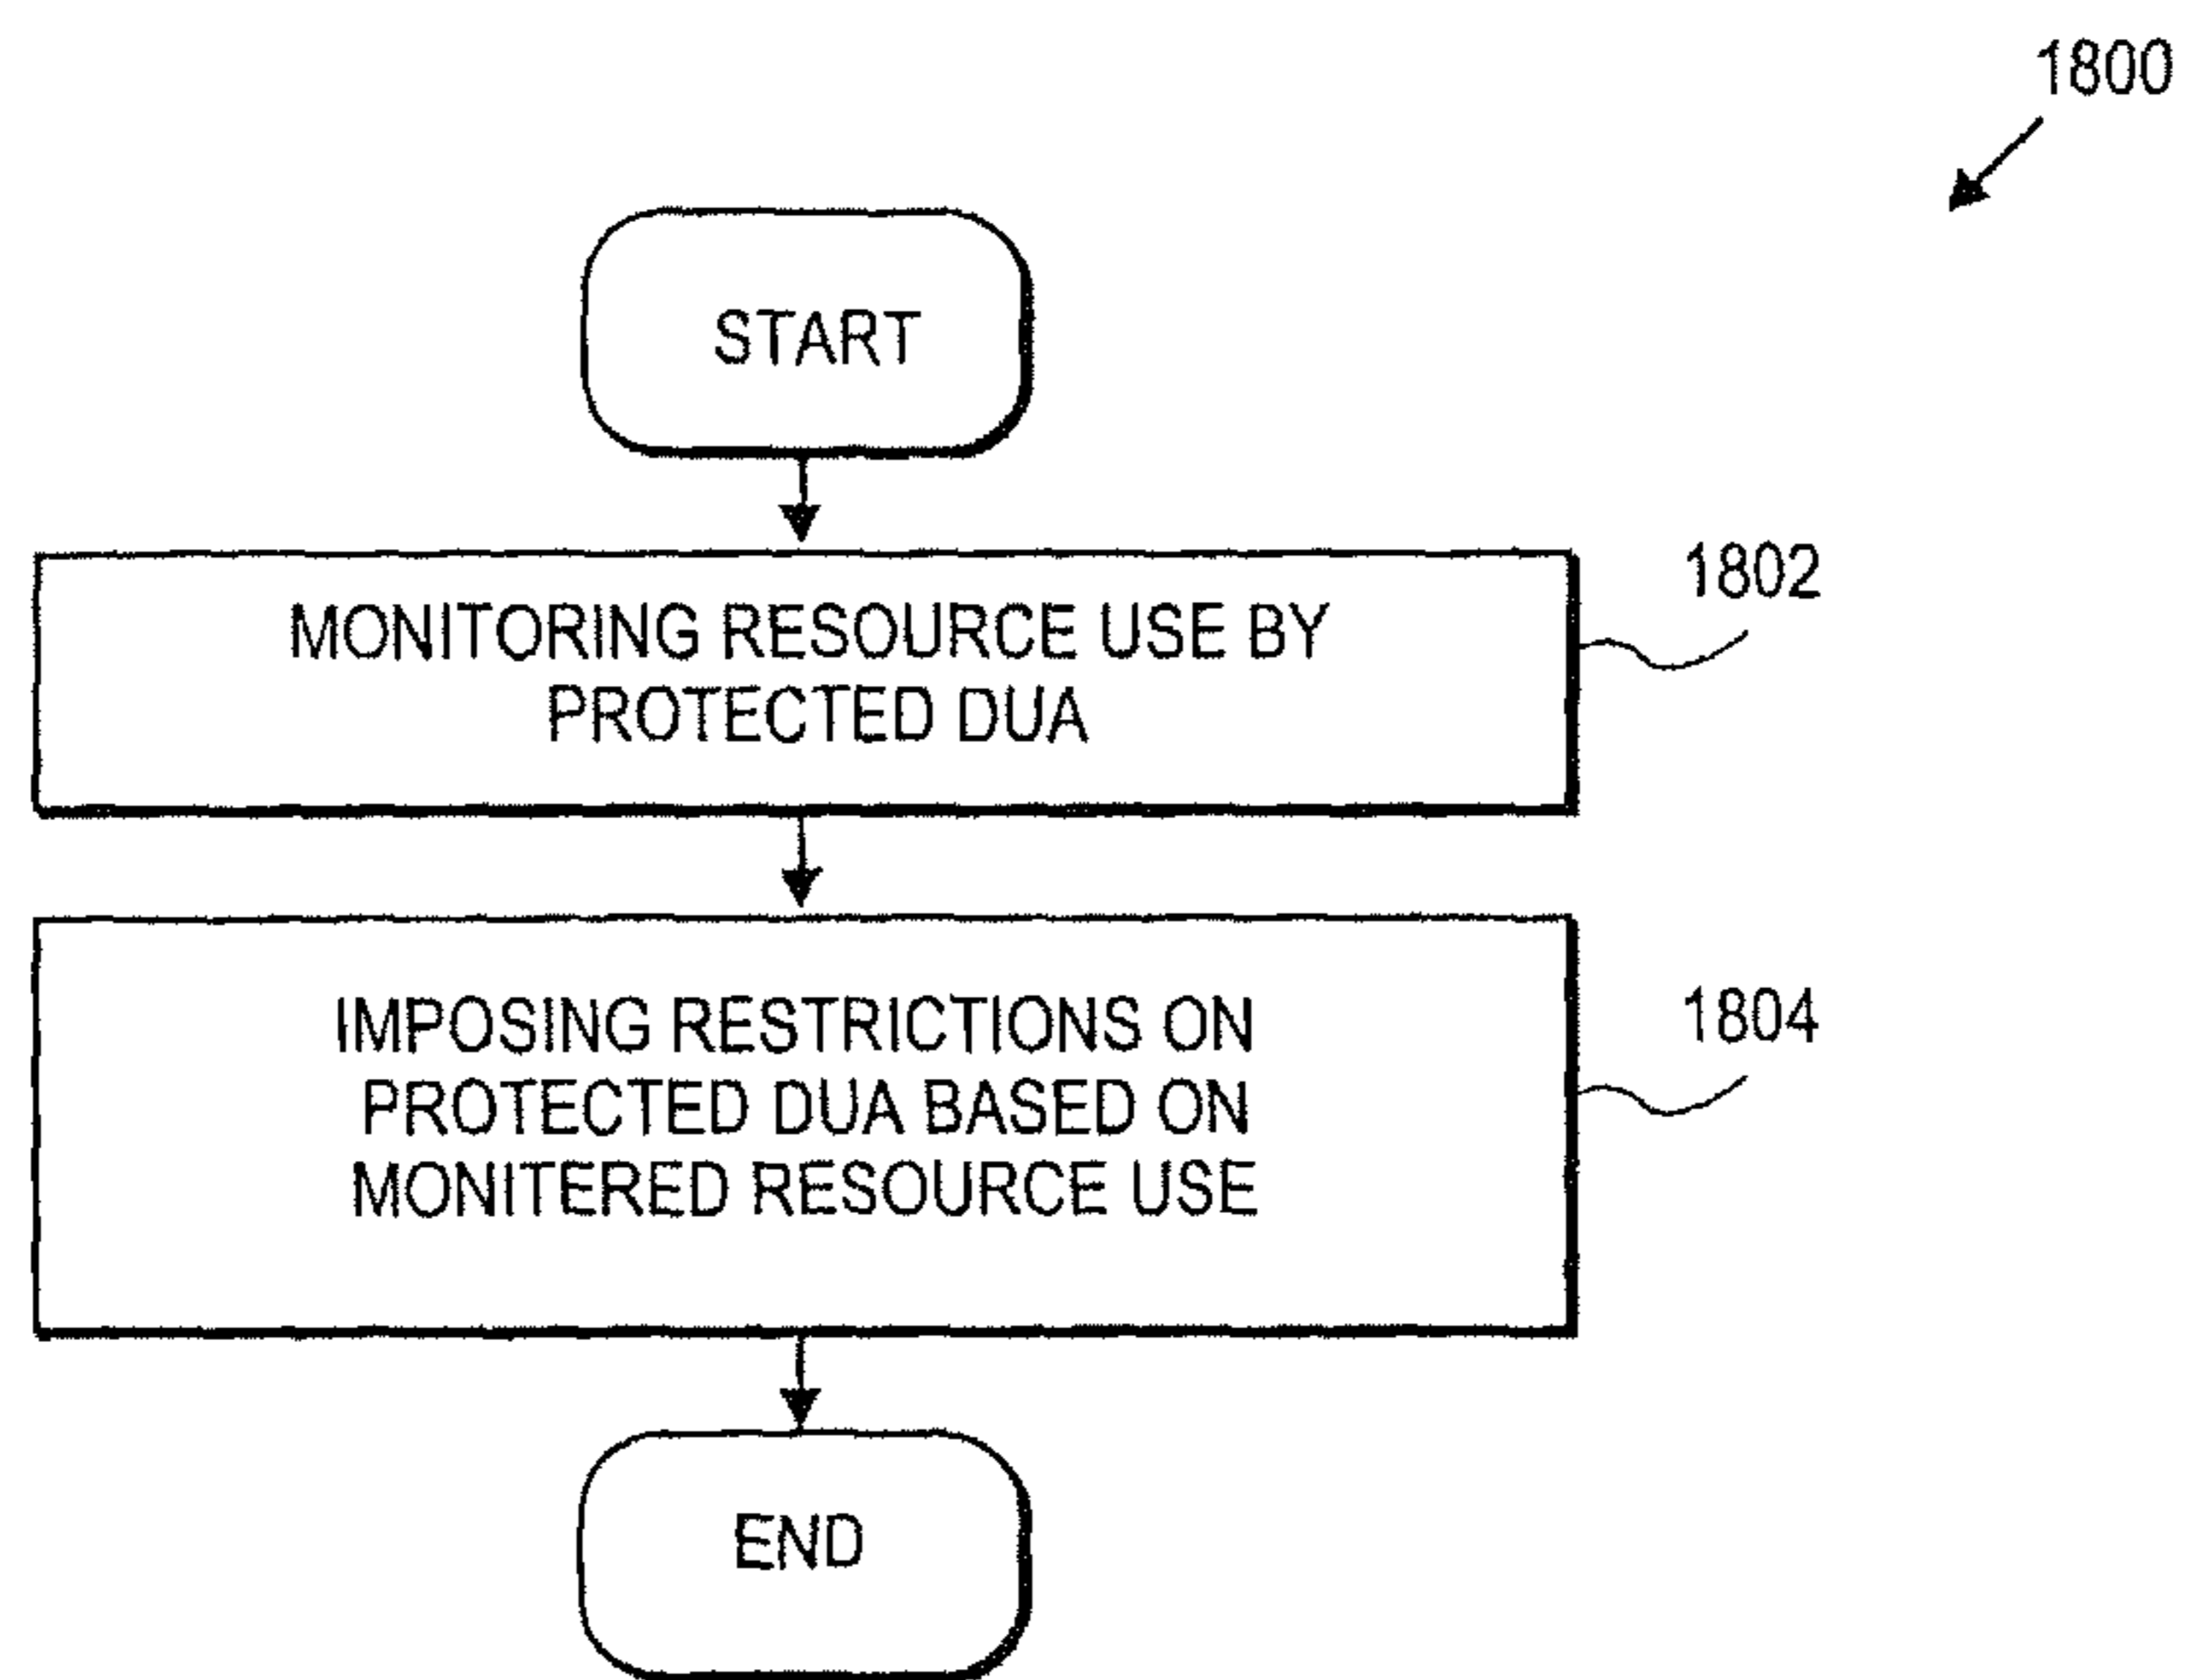 1800
START
MONITORING RESOURCE USE BY
PROTECTED DUA
1802
IMPOSING RESTRICTIONS ON
PROTECTED DUA BASED ON
MONITERED RESOURCE USE
1804
END